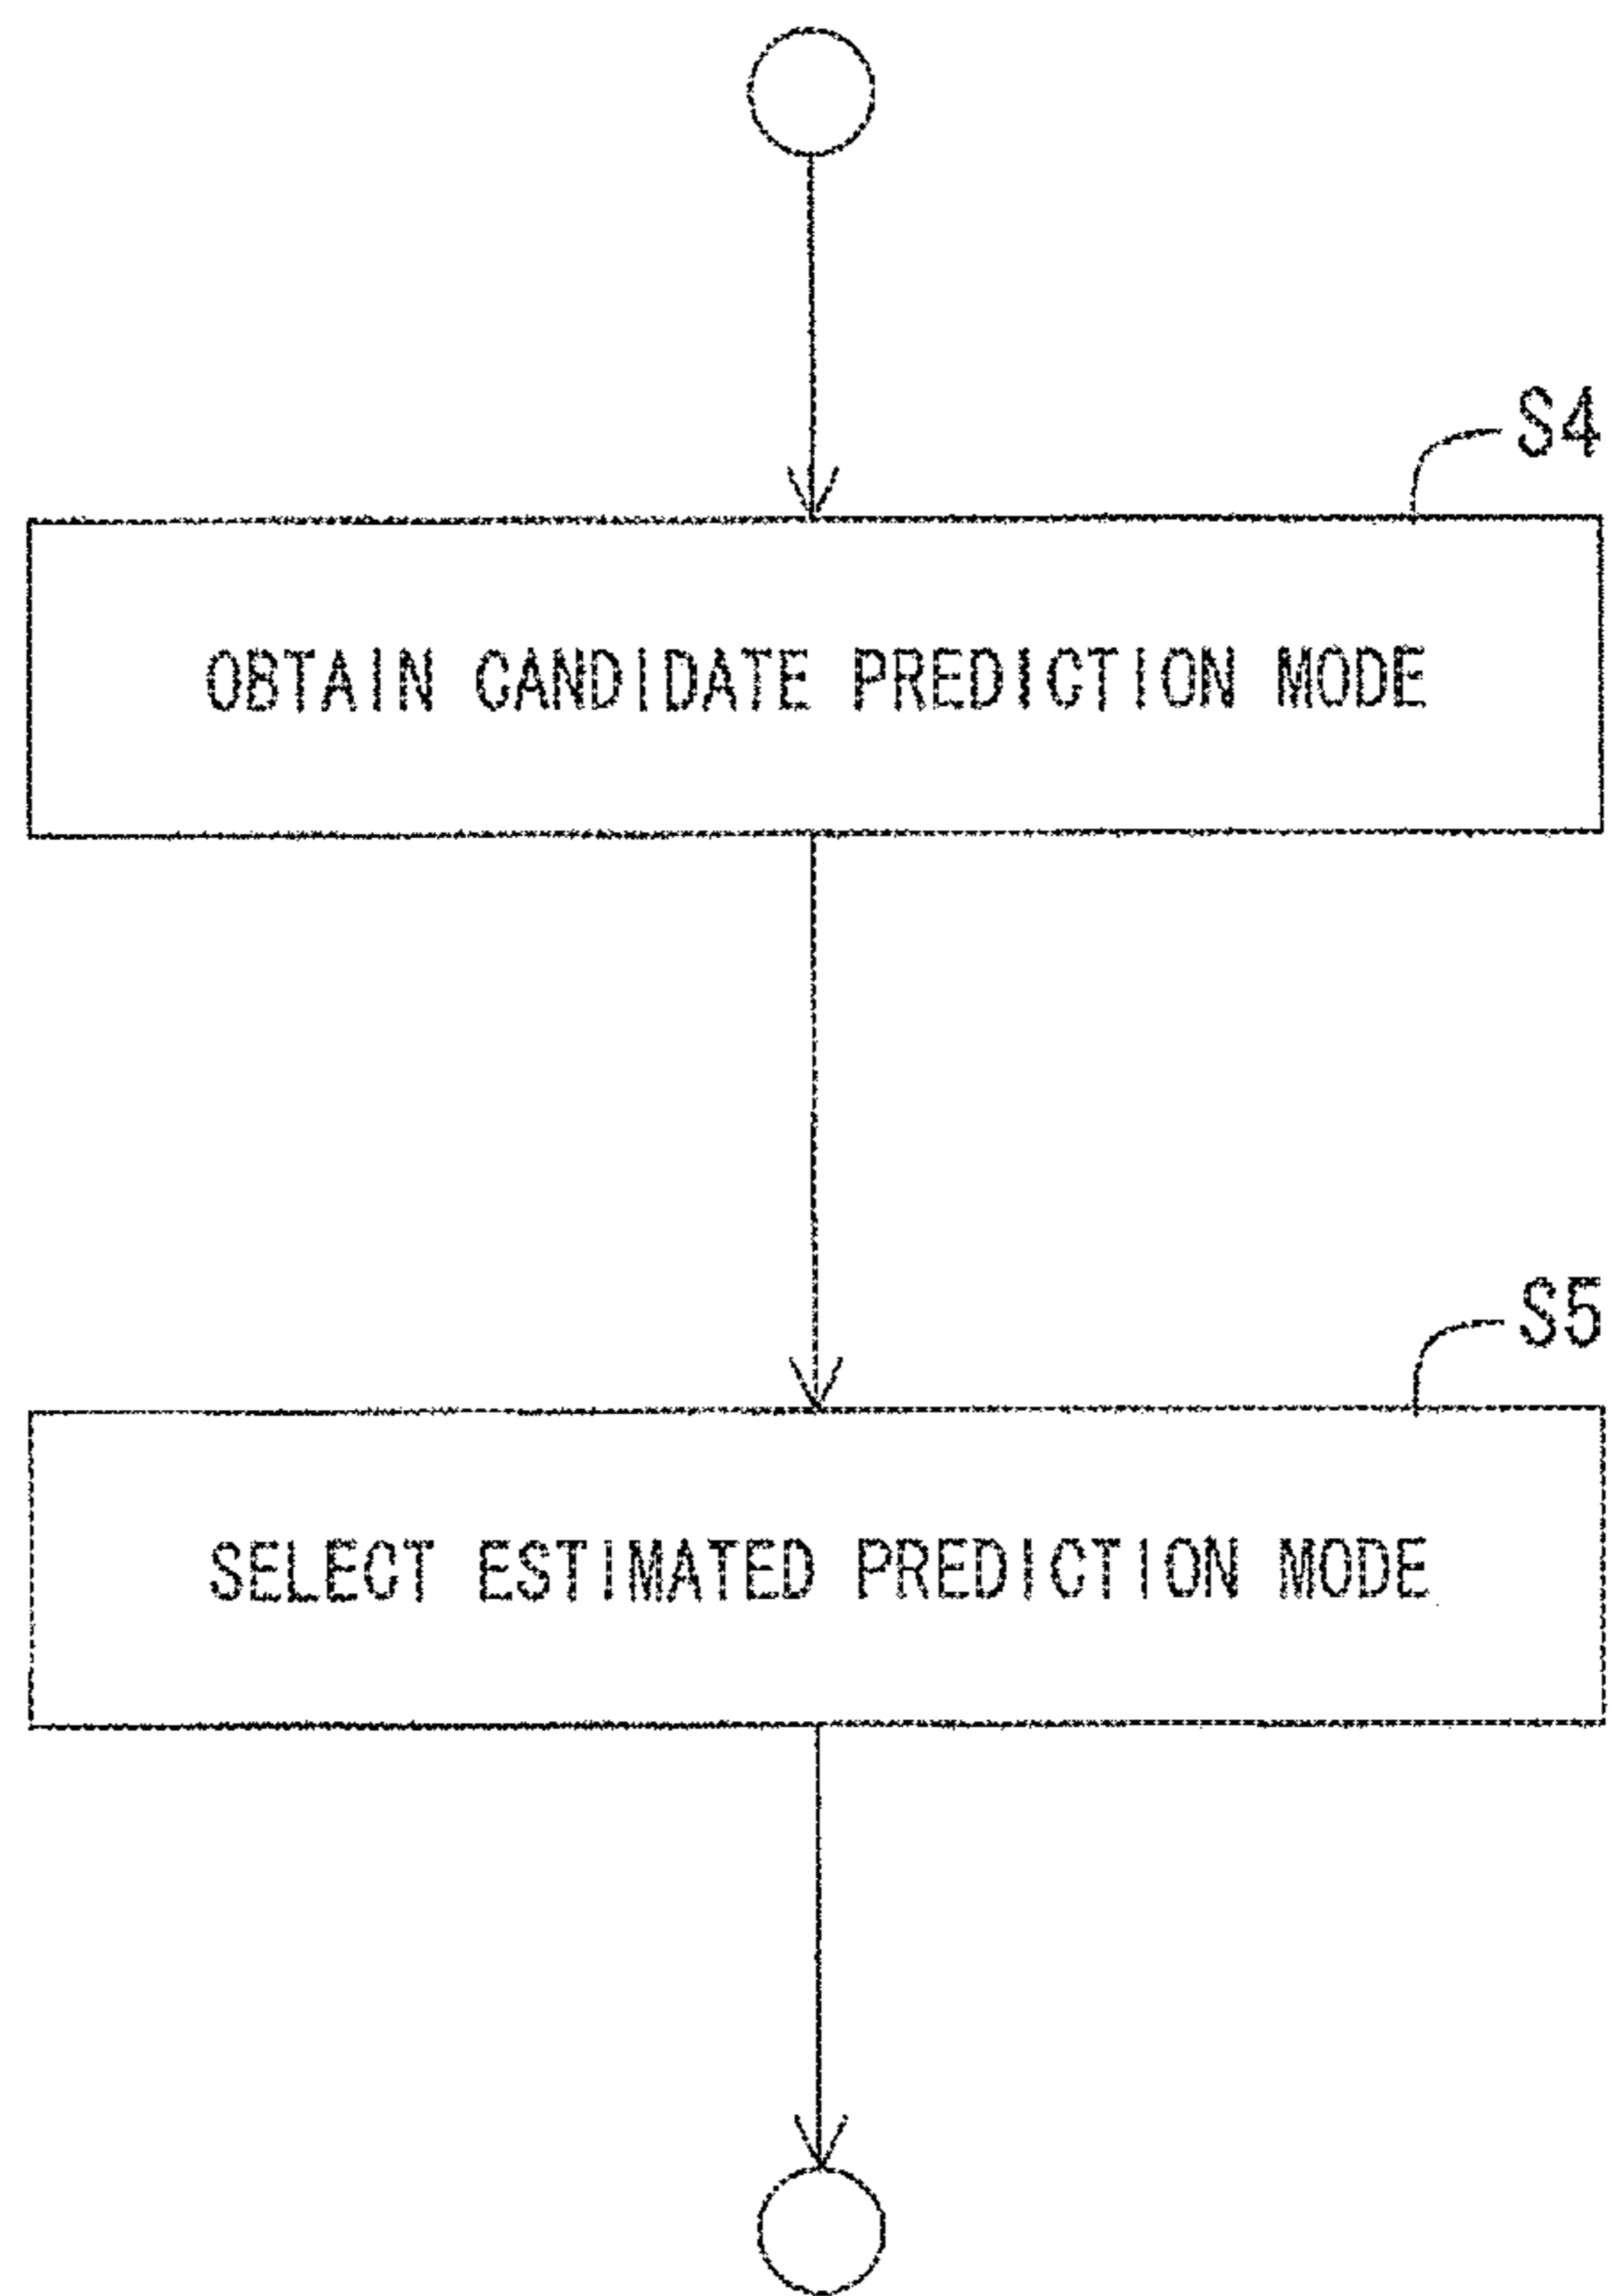 S4
OBTAIN CANDIDATE PREDICTION MODE
S5
SELECT ESTIMATED PREDICTION MODE